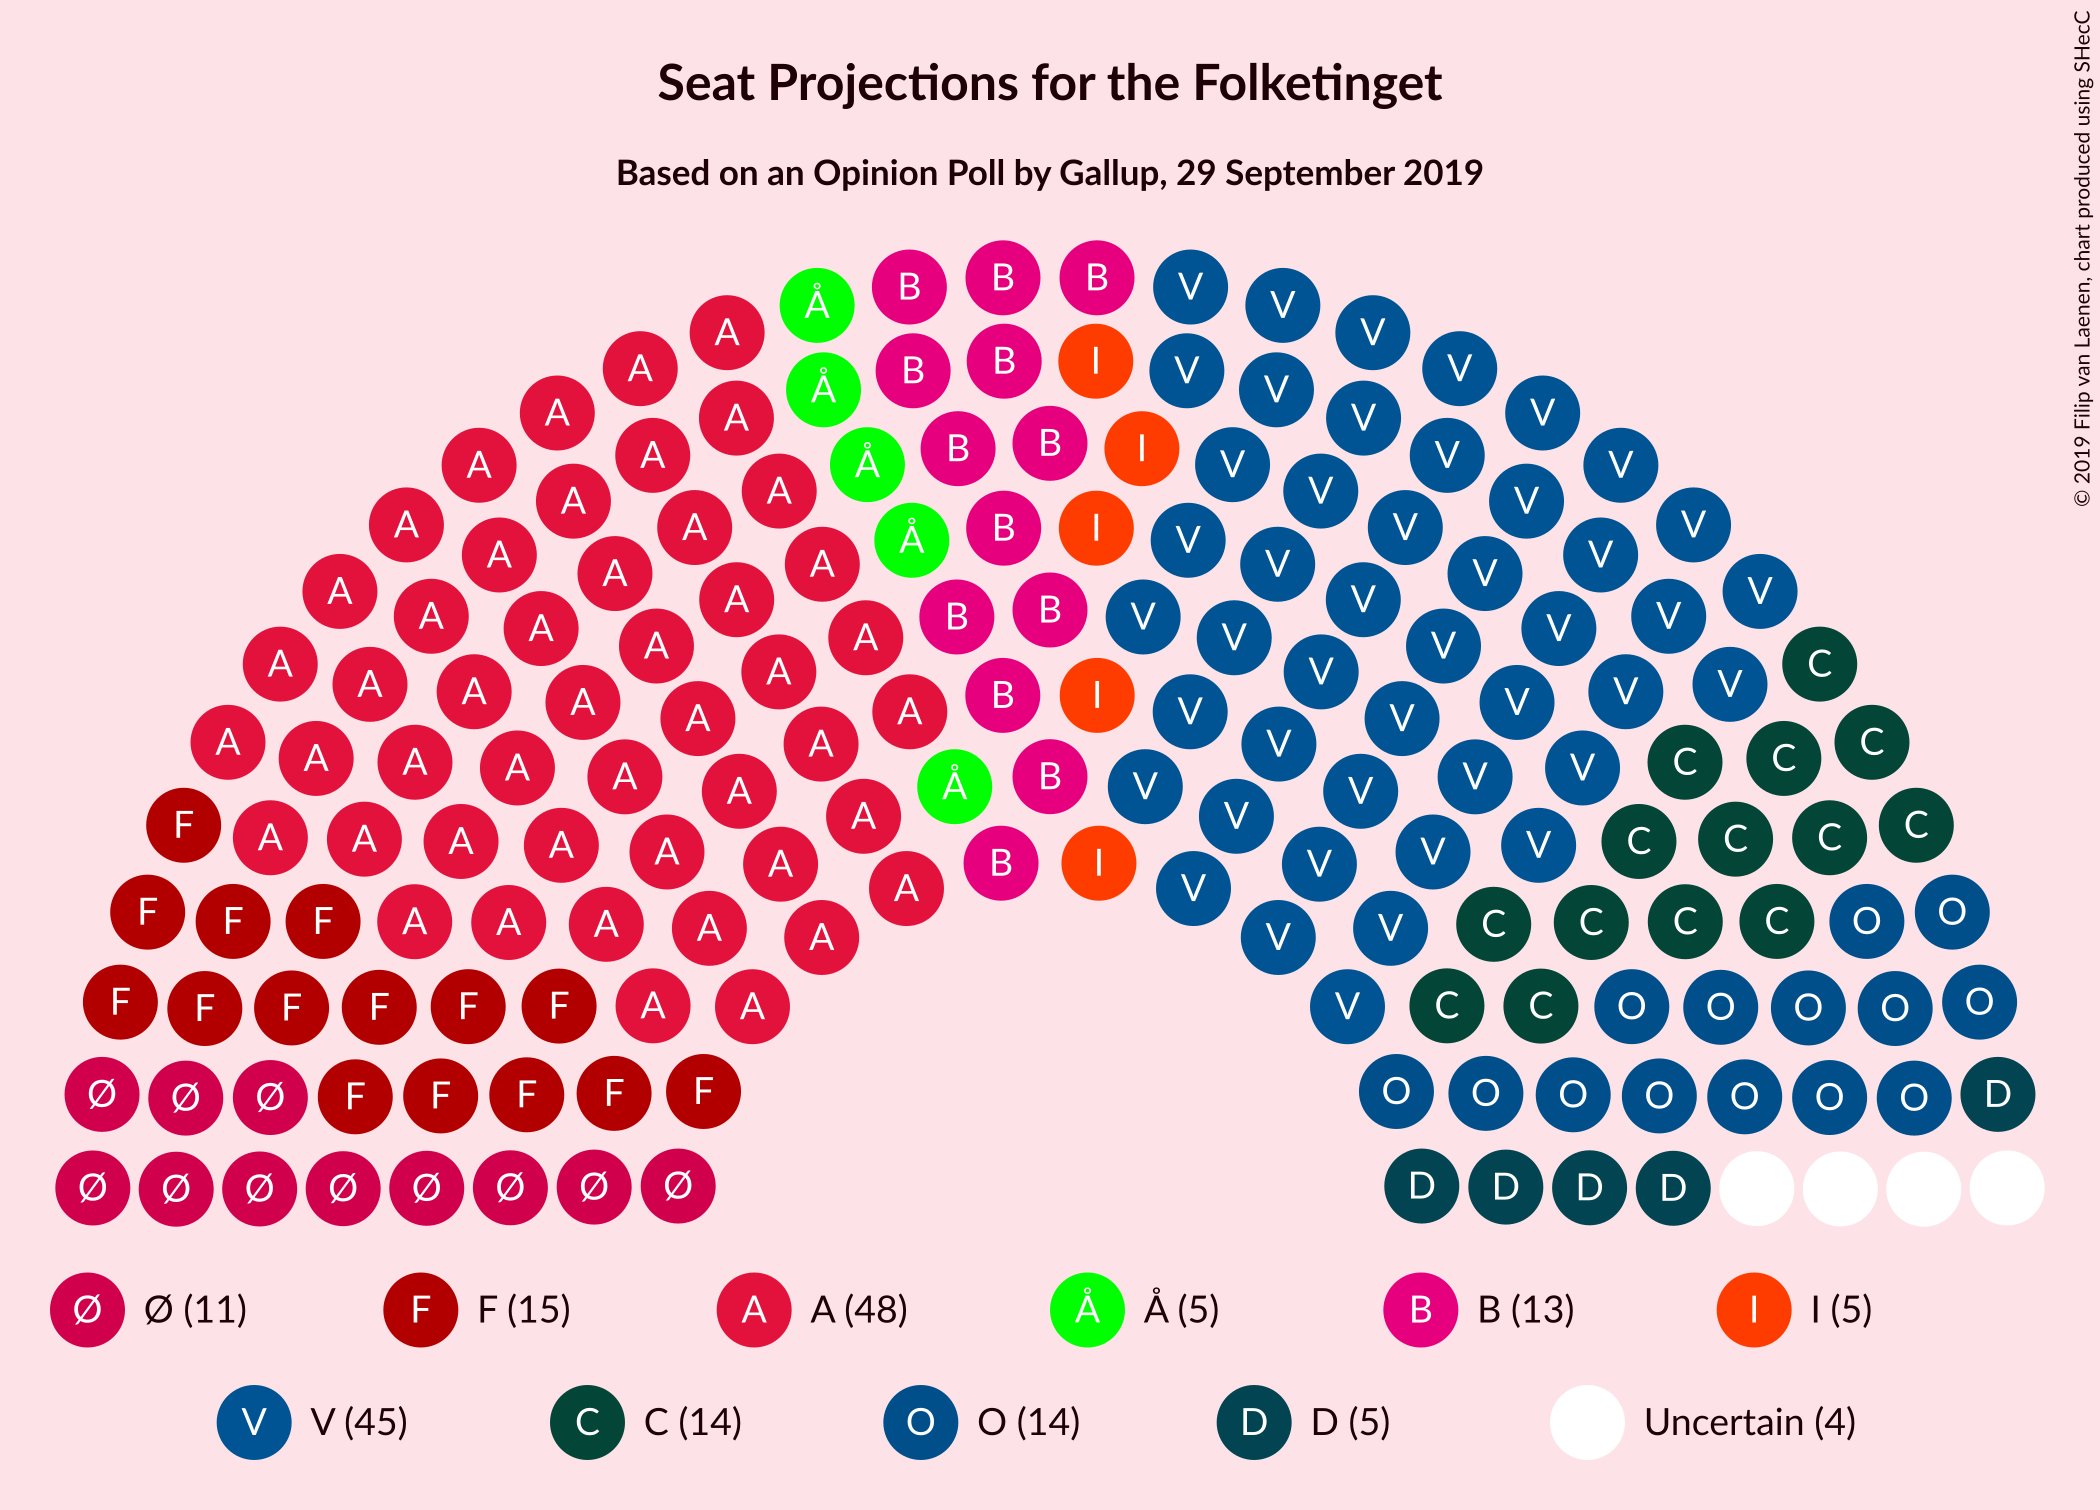 Seat Projections for the Folketinget
Based on an Opinion Poll by Gallup, 29 September 2019
© 2019 Filip van Laenen, chart produced using SHecC
B B
Å B V V
A V
A Å B B I V V V
A A V V
A A Å B B I V V V V
A A A V V V
A A A Å B I V V V V
A A A A V V V V
A A A A A B B V V V V V V
A A A A A V V V V C
A A A A A A B I V V V V V V
F A A A A A A Å B V V V V V C C C
A A A A A A A B I V V V V C C C C
F F F A A A A A V V C C C C O O
F F F F F F A A V C C O O O O O
Ø Ø Ø F F F F F O O O O O O O D
Ø Ø Ø Ø Ø Ø Ø Ø D D D D
Ø Ø (11) F F (15) A A (48) Å Å (5) B B (13) I I (5)
V V (45) C C (14) O O (14) D D (5) Uncertain (4)